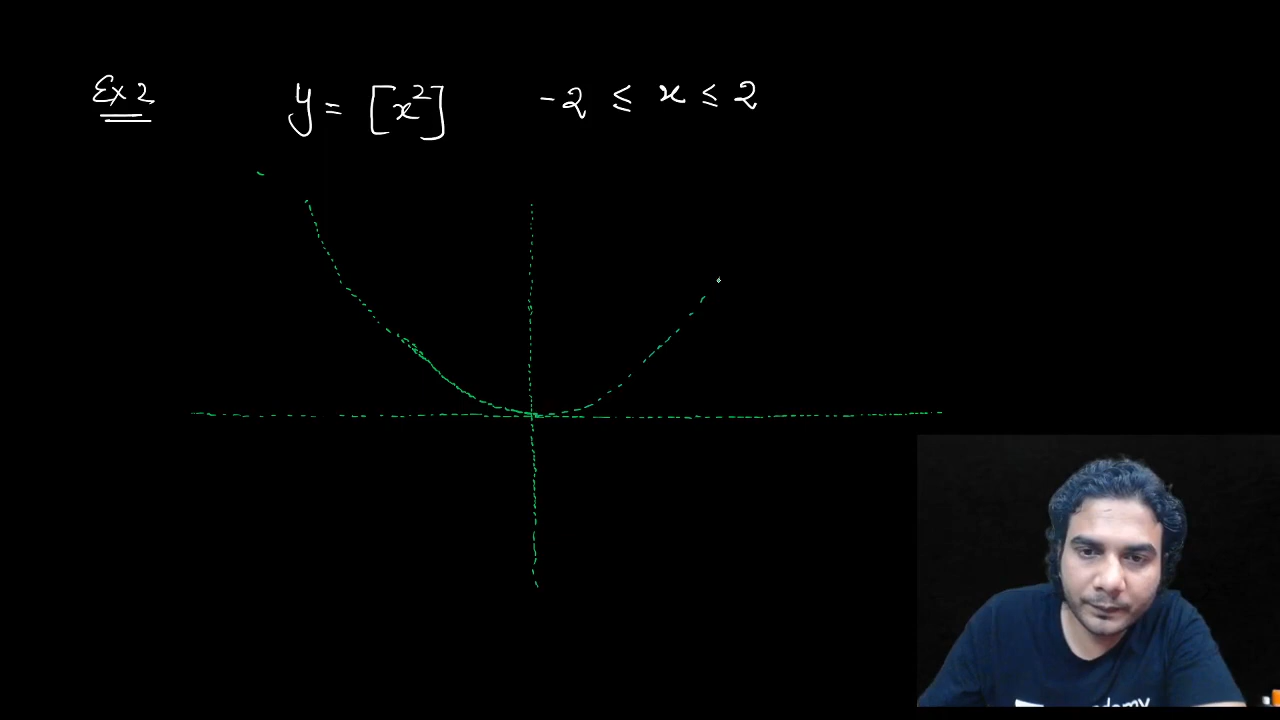 Ex 2 y = [x²] -2 ≤ x ≤ 2